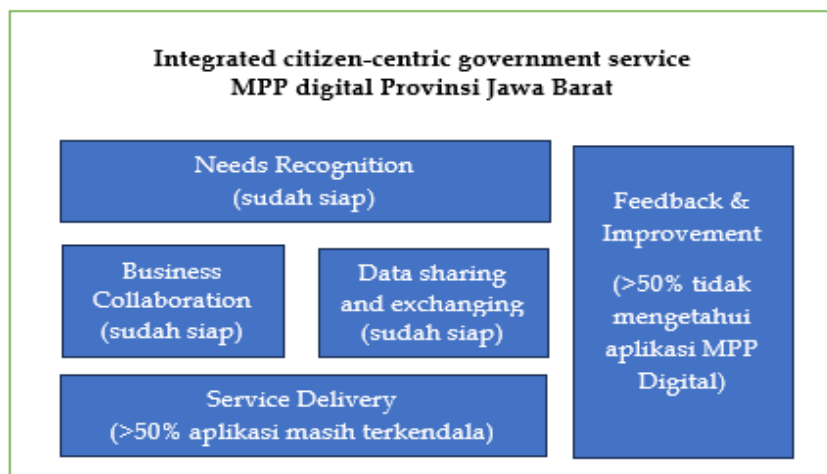 Integrated citizen-centric government service
MPP digital Provinsi Jawa Barat
Needs Recognition
(sudah siap)
Business
Collaboration
(sudah siap)
Data sharing
and exchanging
(sudah siap)
Service Delivery
(>50% aplikasi masih terkendala)
Feedback &
Improvement
(>50% tidak
mengetahui
aplikasi MPP
Digital)